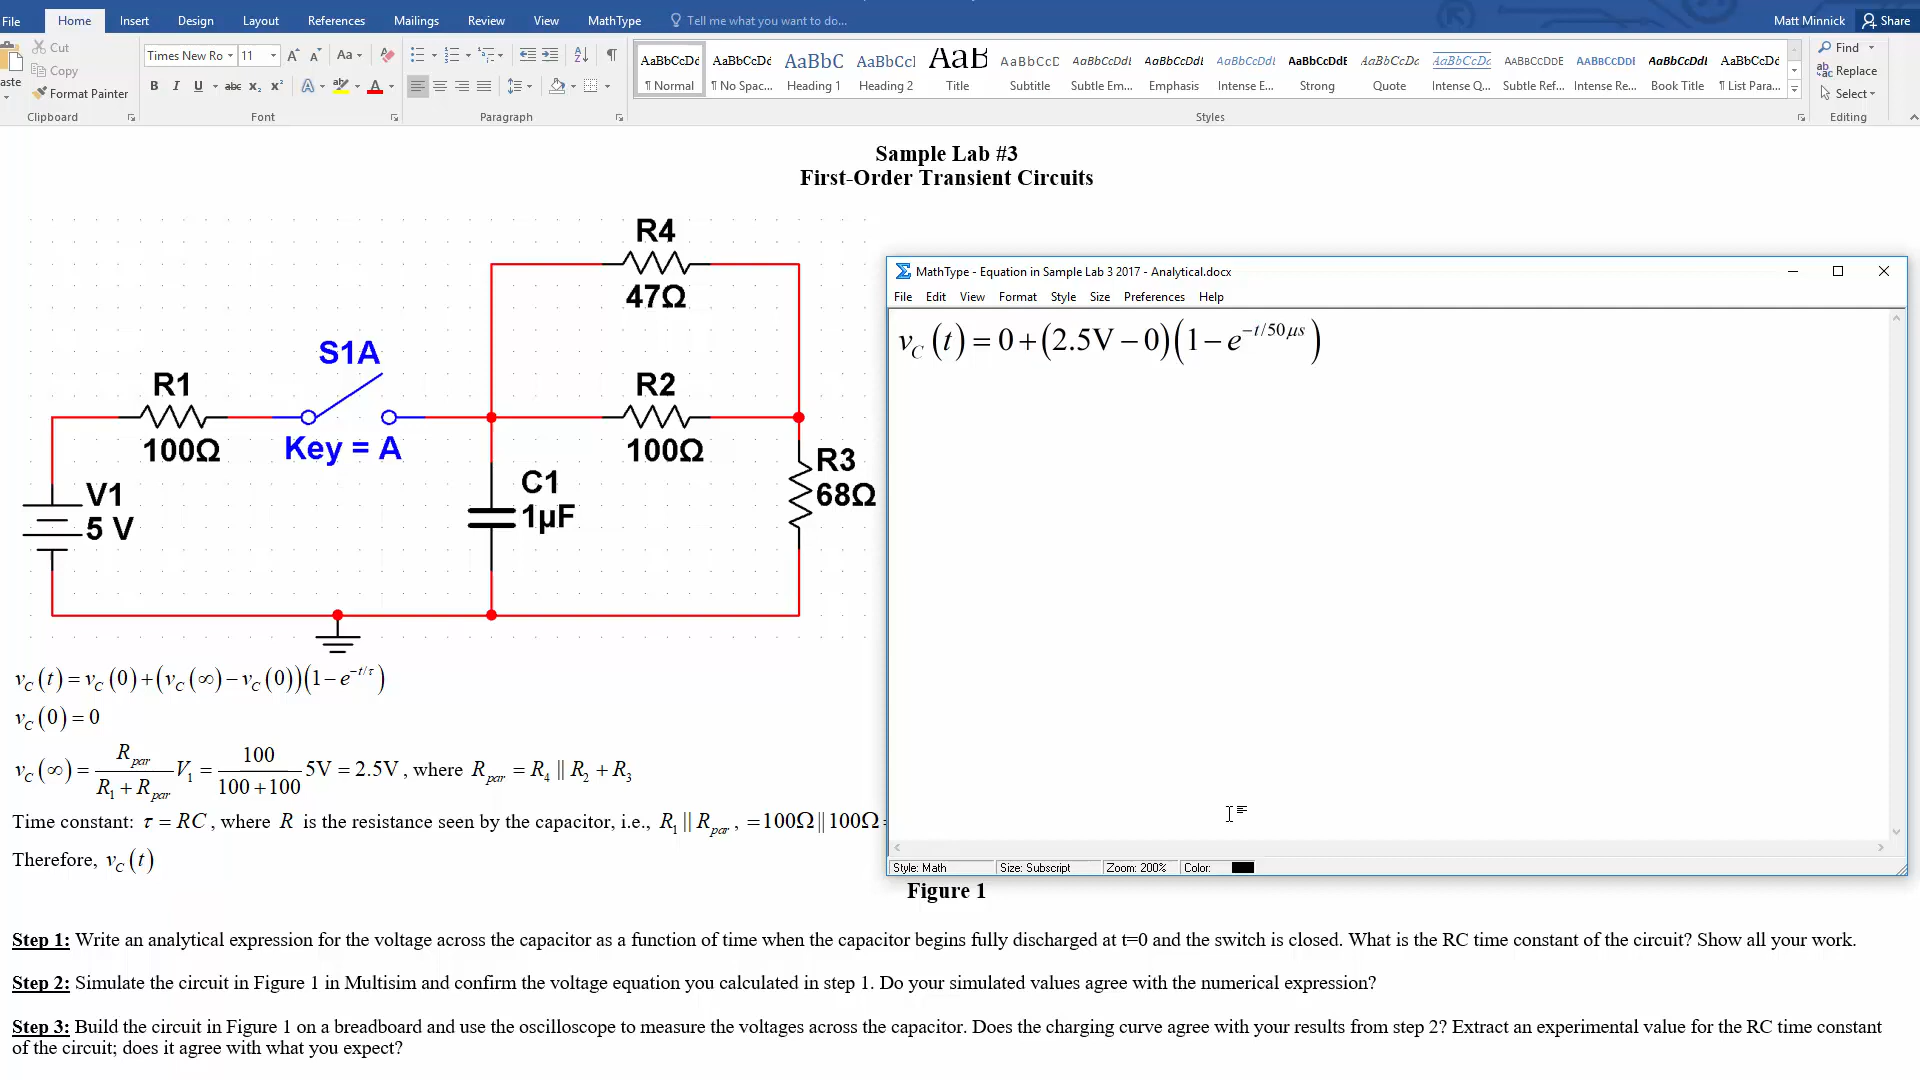 File Home Insert Design Layout References Mailings Review View MathType Tell me what you want to do... Matt Minnick Share
Cut
Copy
Format Painter
Clipboard
Times New Ro 11
Font
Paragraph
AaBbCcDd AaBbCcDd AaBbC AaBbCcI AaB AaBbCcD AaBbCcDdI AaBbCcDdI AaBbCcDdI AaBbCcDdE AaBbCcDd AaBbCcDdI AABBCCDDE AABBCCDDI AaBbCcDdI AaBbCcDd
¶ Normal ¶ No Spac... Heading 1 Heading 2 Title Subtitle Subtle Em... Emphasis Intense E... Strong Quote Intense Q... Subtle Ref... Intense Re... Book Title ¶ List Para...
Styles
Find
Replace
Select
Editing
Sample Lab #3
First-Order Transient Circuits
R4
47Ω
S1A
Key = A
R1
100Ω
R2
100Ω
R3
68Ω
C1
1μF
V1
5 V
v_C(t) = v_C(0) + (v_C(∞) − v_C(0))(1 − e^{−t/τ})
v_C(0) = 0
v_C(∞) = R_par/(R_1 + R_par) V_1 = 100/(100+100) 5V = 2.5V, where R_par = R_4 || R_2 + R_3
Time constant: τ = RC, where R is the resistance seen by the capacitor, i.e., R_1 || R_par, =100Ω||100Ω=
Therefore, v_C(t)
MathType - Equation in Sample Lab 3 2017 - Analytical.docx
File Edit View Format Style Size Preferences Help
v_C(t) = 0 + (2.5V − 0)(1 − e^{−t/50μs})
Style: Math Size: Subscript Zoom: 200% Color:
Figure 1
Step 1: Write an analytical expression for the voltage across the capacitor as a function of time when the capacitor begins fully discharged at t=0 and the switch is closed. What is the RC time constant of the circuit? Show all your work.
Step 2: Simulate the circuit in Figure 1 in Multisim and confirm the voltage equation you calculated in step 1. Do your simulated values agree with the numerical expression?
Step 3: Build the circuit in Figure 1 on a breadboard and use the oscilloscope to measure the voltages across the capacitor. Does the charging curve agree with your results from step 2? Extract an experimental value for the RC time constant
of the circuit; does it agree with what you expect?